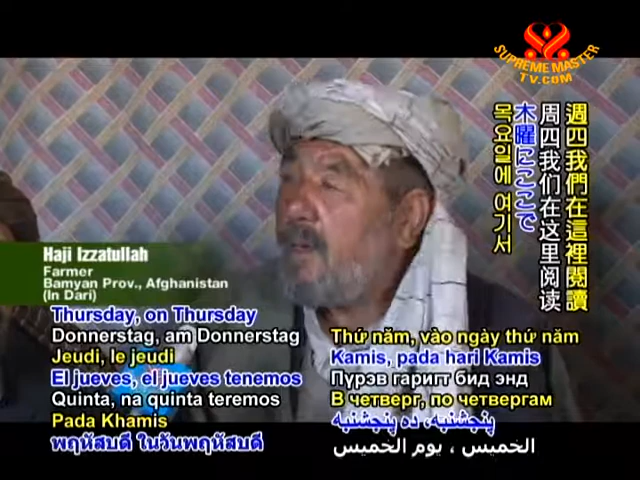 SUPREME MASTER
TV.COM
週四我們在這裡閱讀
周四我们在这里阅读
木曜にここで
목요일에 여기서
Haji Izzatullah
Farmer
Bamyan Prov., Afghanistan
(In Dari)
Thursday, on Thursday
Donnerstag, am Donnerstag
Jeudi, le jeudi
El jueves, el jueves tenemos
Quinta, na quinta teremos
Pada Khamis
พฤหัสบดี ในวันพฤหัสบดี
Thứ năm, vào ngày thứ năm
Kamis, pada hari Kamis
Пүрэв гаригт бид энд
В четверг, по четвергам
پنجشنبه، ده پنجشنبه
الخميس ، يوم الخميس